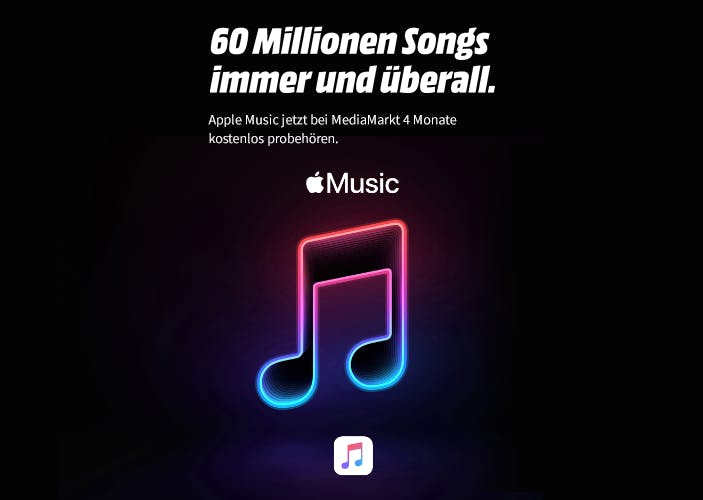 60 Millionen Songs
immer und überall.
Apple Music jetzt bei MediaMarkt 4 Monate
kostenlos probehören.
Music